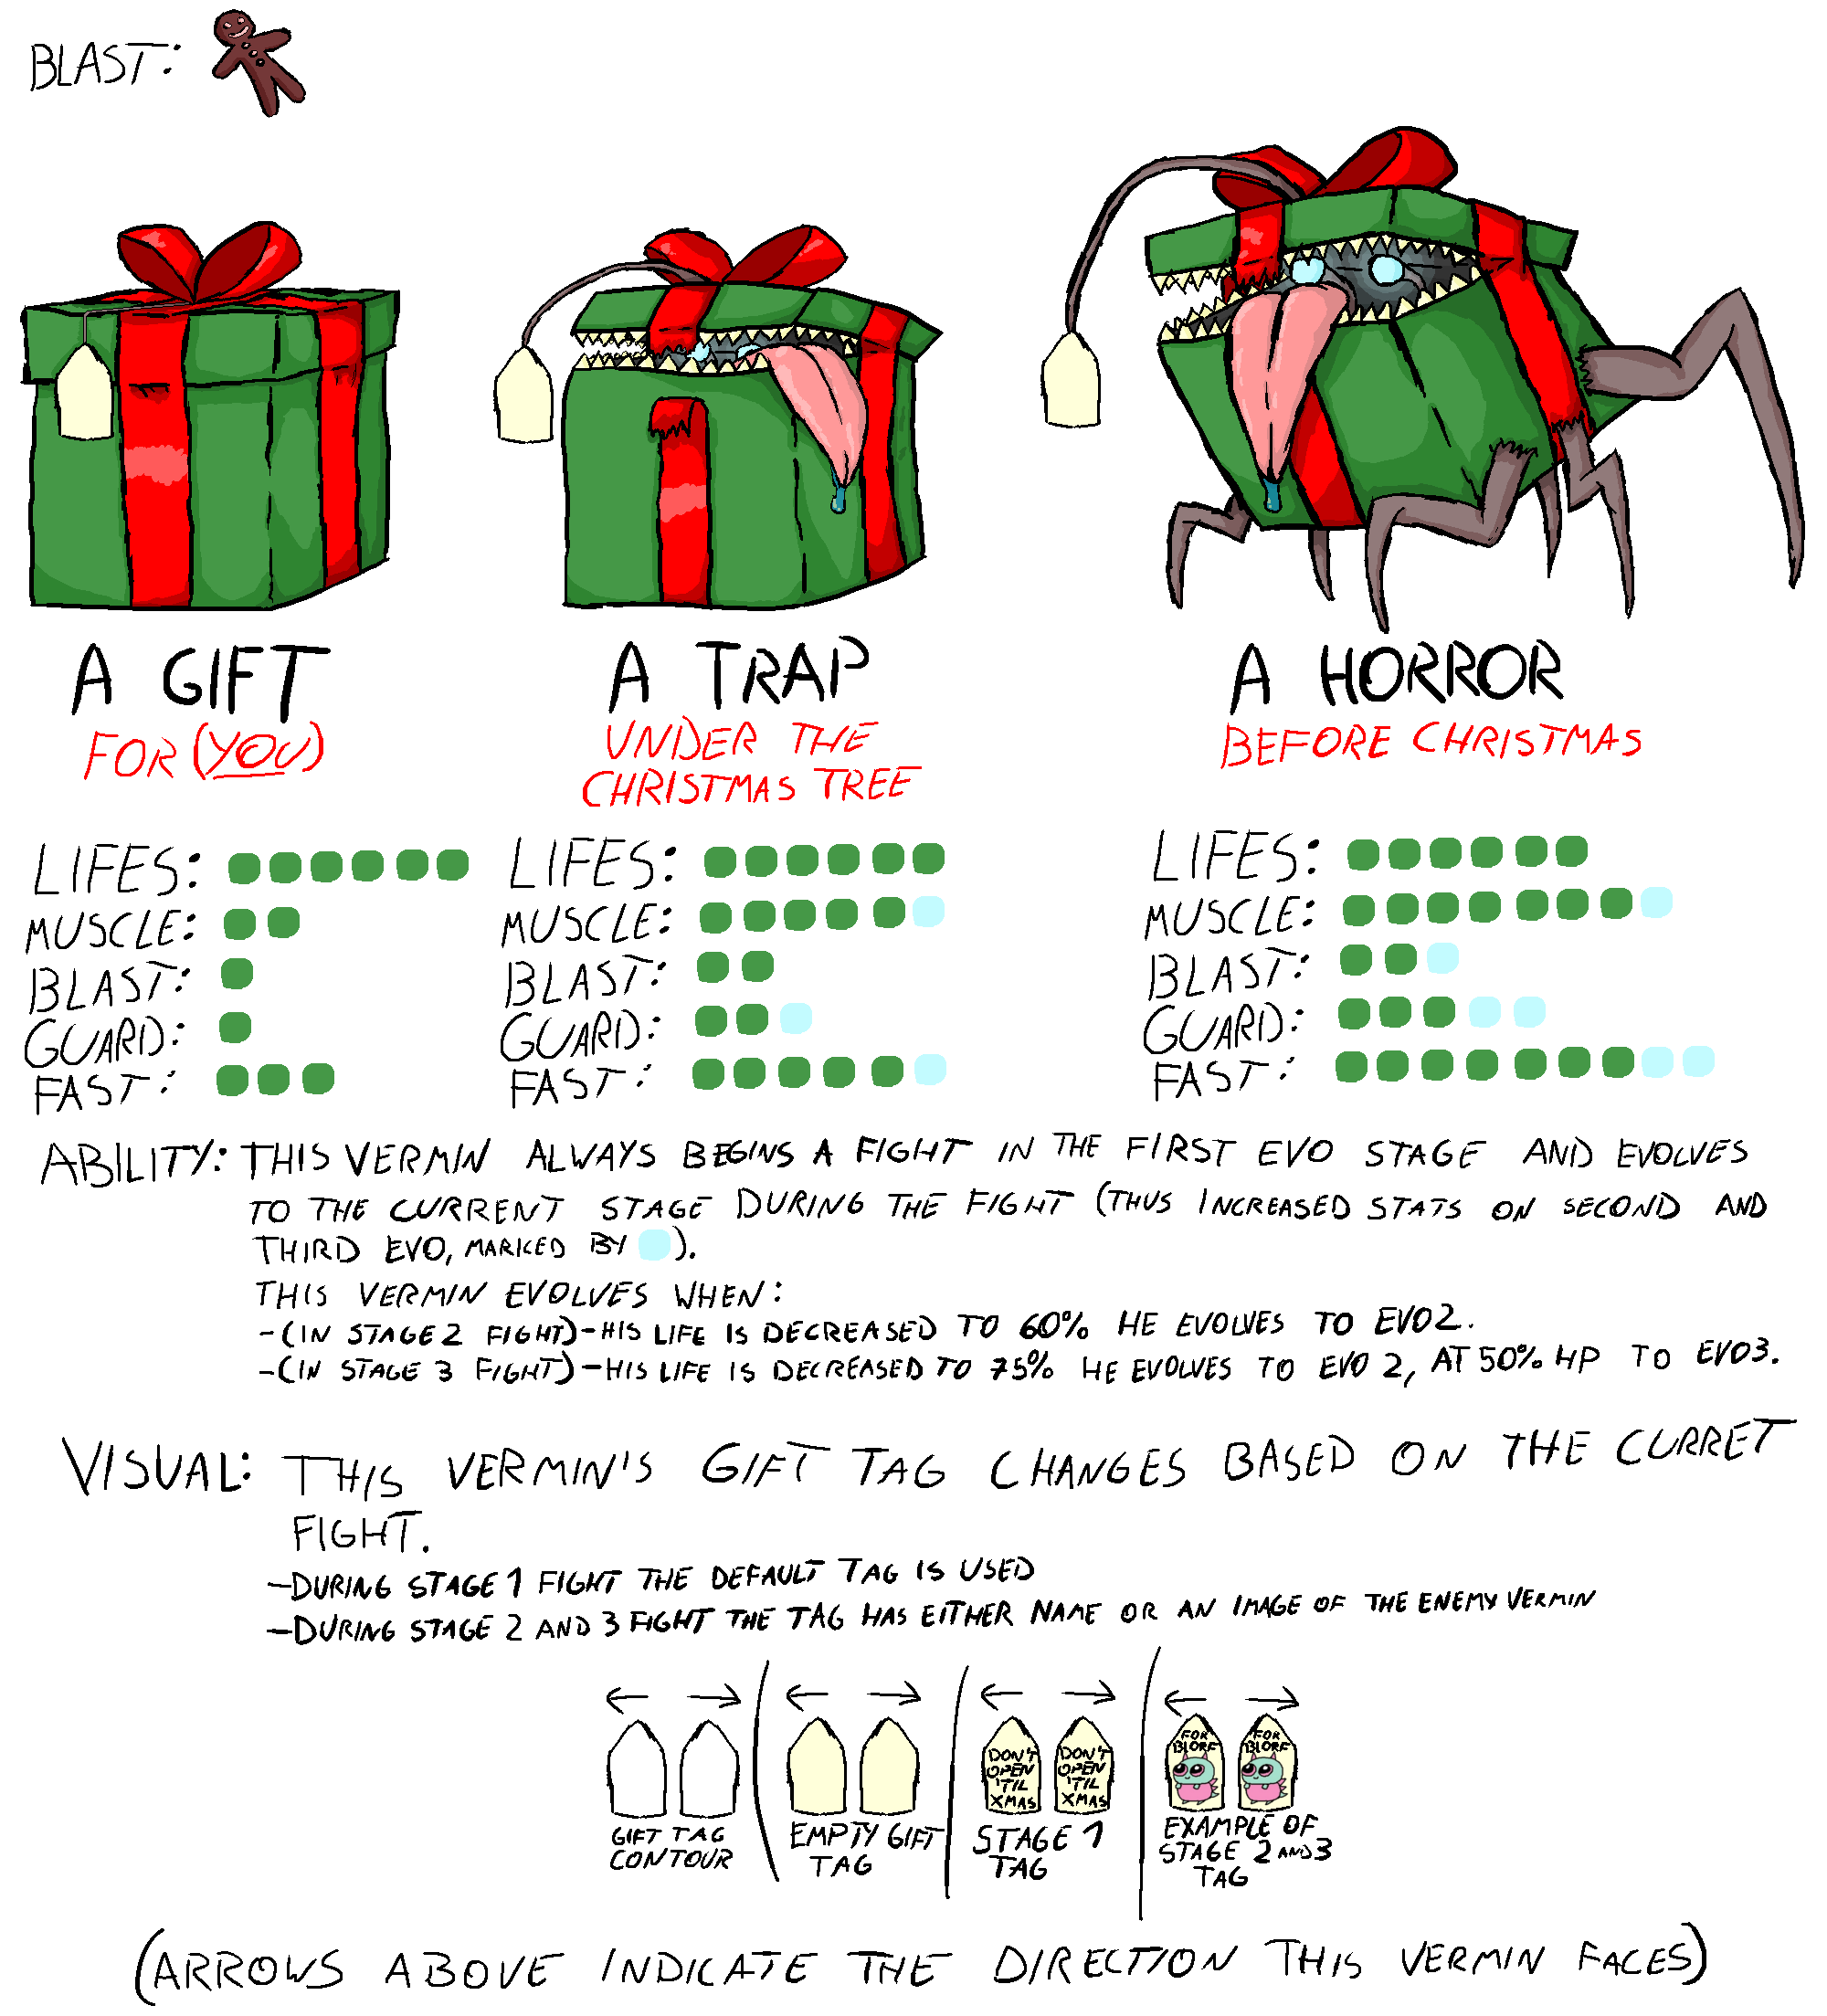 BLAST:
A GIFT
FOR (YOU)
A TRAP
UNDER THE
CHRISTMAS TREE
A HORROR
BEFORE CHRISTMAS
LIFES:
MUSCLE:
BLAST:
GUARD:
FAST:
LIFES:
MUSCLE:
BLAST:
GUARD:
FAST:
LIFES:
MUSCLE:
BLAST:
GUARD:
FAST:
ABILITY: THIS VERMIN ALWAYS BEGINS A FIGHT IN THE FIRST EVO STAGE AND EVOLVES
TO THE CURRENT STAGE DURING THE FIGHT (THUS INCREASED STATS ON SECOND AND
THIRD EVO, MARKED BY ).
THIS VERMIN EVOLVES WHEN:
-(IN STAGE 2 FIGHT)-HIS LIFE IS DECREASED TO 60% HE EVOLVES TO EVO2.
-(IN STAGE 3 FIGHT)-HIS LIFE IS DECREASED TO 75% HE EVOLVES TO EVO 2, AT 50% HP TO EVO3.
VISUAL: THIS VERMIN'S GIFT TAG CHANGES BASED ON THE CURRET
FIGHT.
-DURING STAGE 1 FIGHT THE DEFAULT TAG IS USED
-DURING STAGE 2 AND 3 FIGHT THE TAG HAS EITHER NAME OR AN IMAGE OF THE ENEMY VERMIN
GIFT TAG
CONTOUR
EMPTY GIFT
TAG
DON'T
OPEN
'TIL
XMAS
DON'T
OPEN
'TIL
XMAS
STAGE 1
TAG
FOR
BLORF
FOR
BLORF
EXAMPLE OF
STAGE 2 AND 3
TAG
(ARROWS ABOVE INDICATE THE DIRECTION THIS VERMIN FACES)